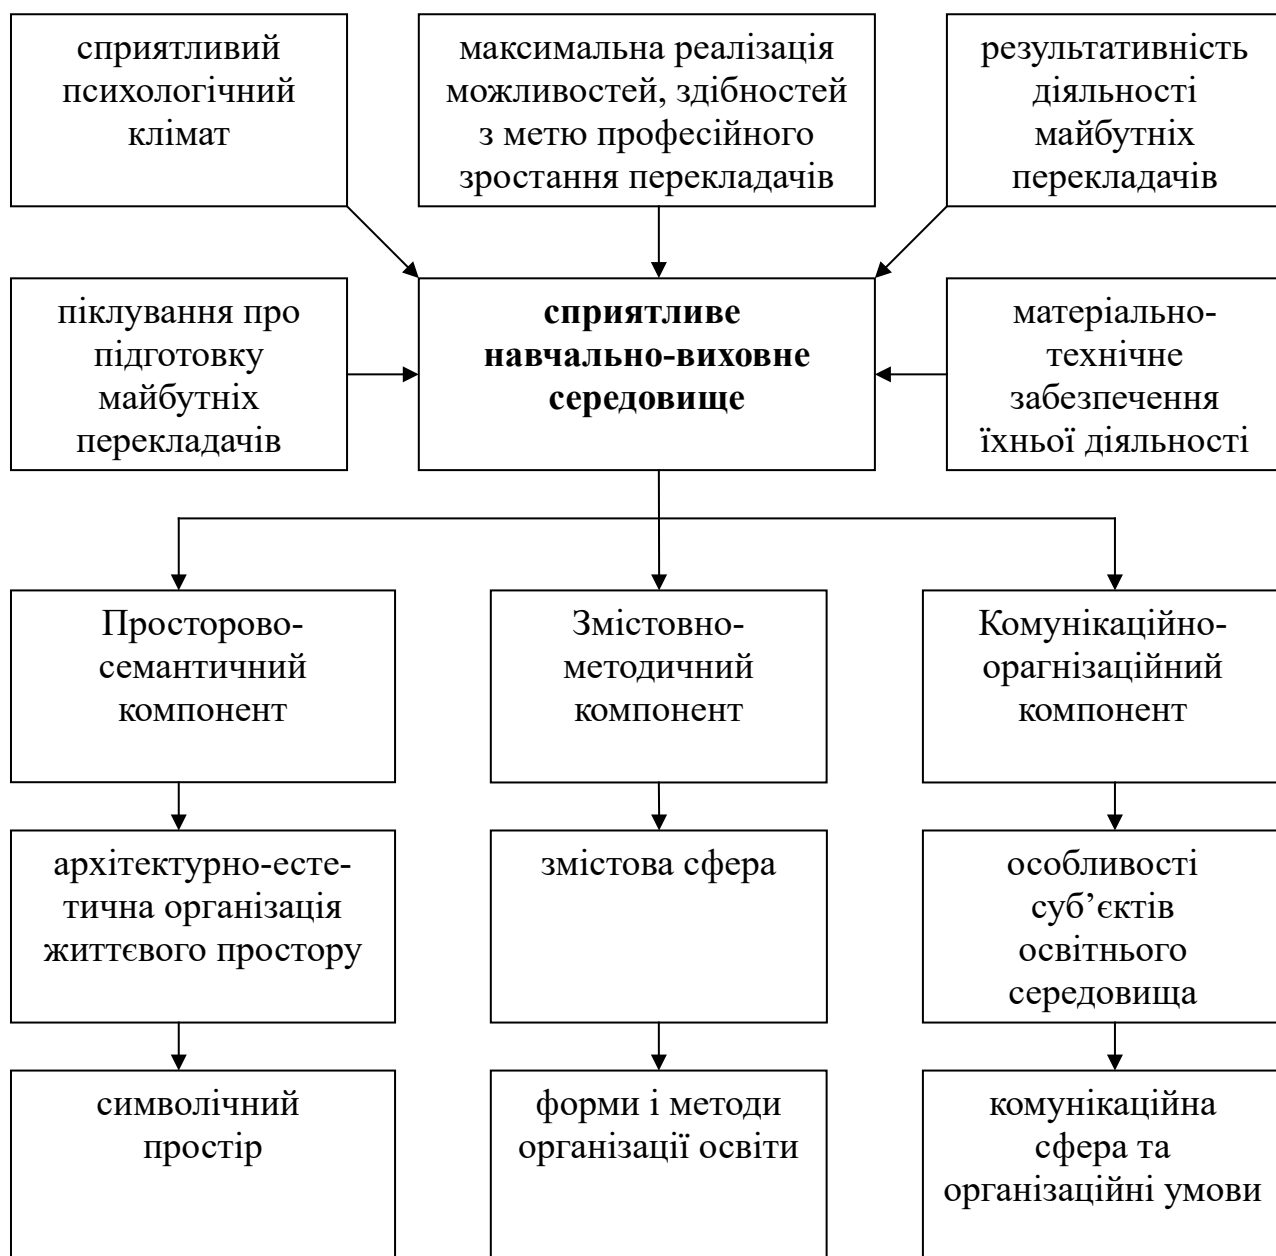 сприятливий
психологічний
клімат
максимальна реалізація
можливостей, здібностей
з метю професійного
зростання перекладачів
результативність
діяльності
майбутніх
перекладачів
піклування про
підготовку
майбутніх
перекладачів
сприятливе
навчально-виховне
середовище
матеріально-
технічне
забезпечення
їхньої діяльності
Просторово-
семантичний
компонент
Змістовно-
методичний
компонент
Комунікаційно-
орагнізаційний
компонент
архітектурно-есте-
тична організація
життєвого простору
змістова сфера
особливості
суб’єктів
освітнього
середовища
символічний
простір
форми і методи
організації освіти
комунікаційна
сфера та
організаційні умови